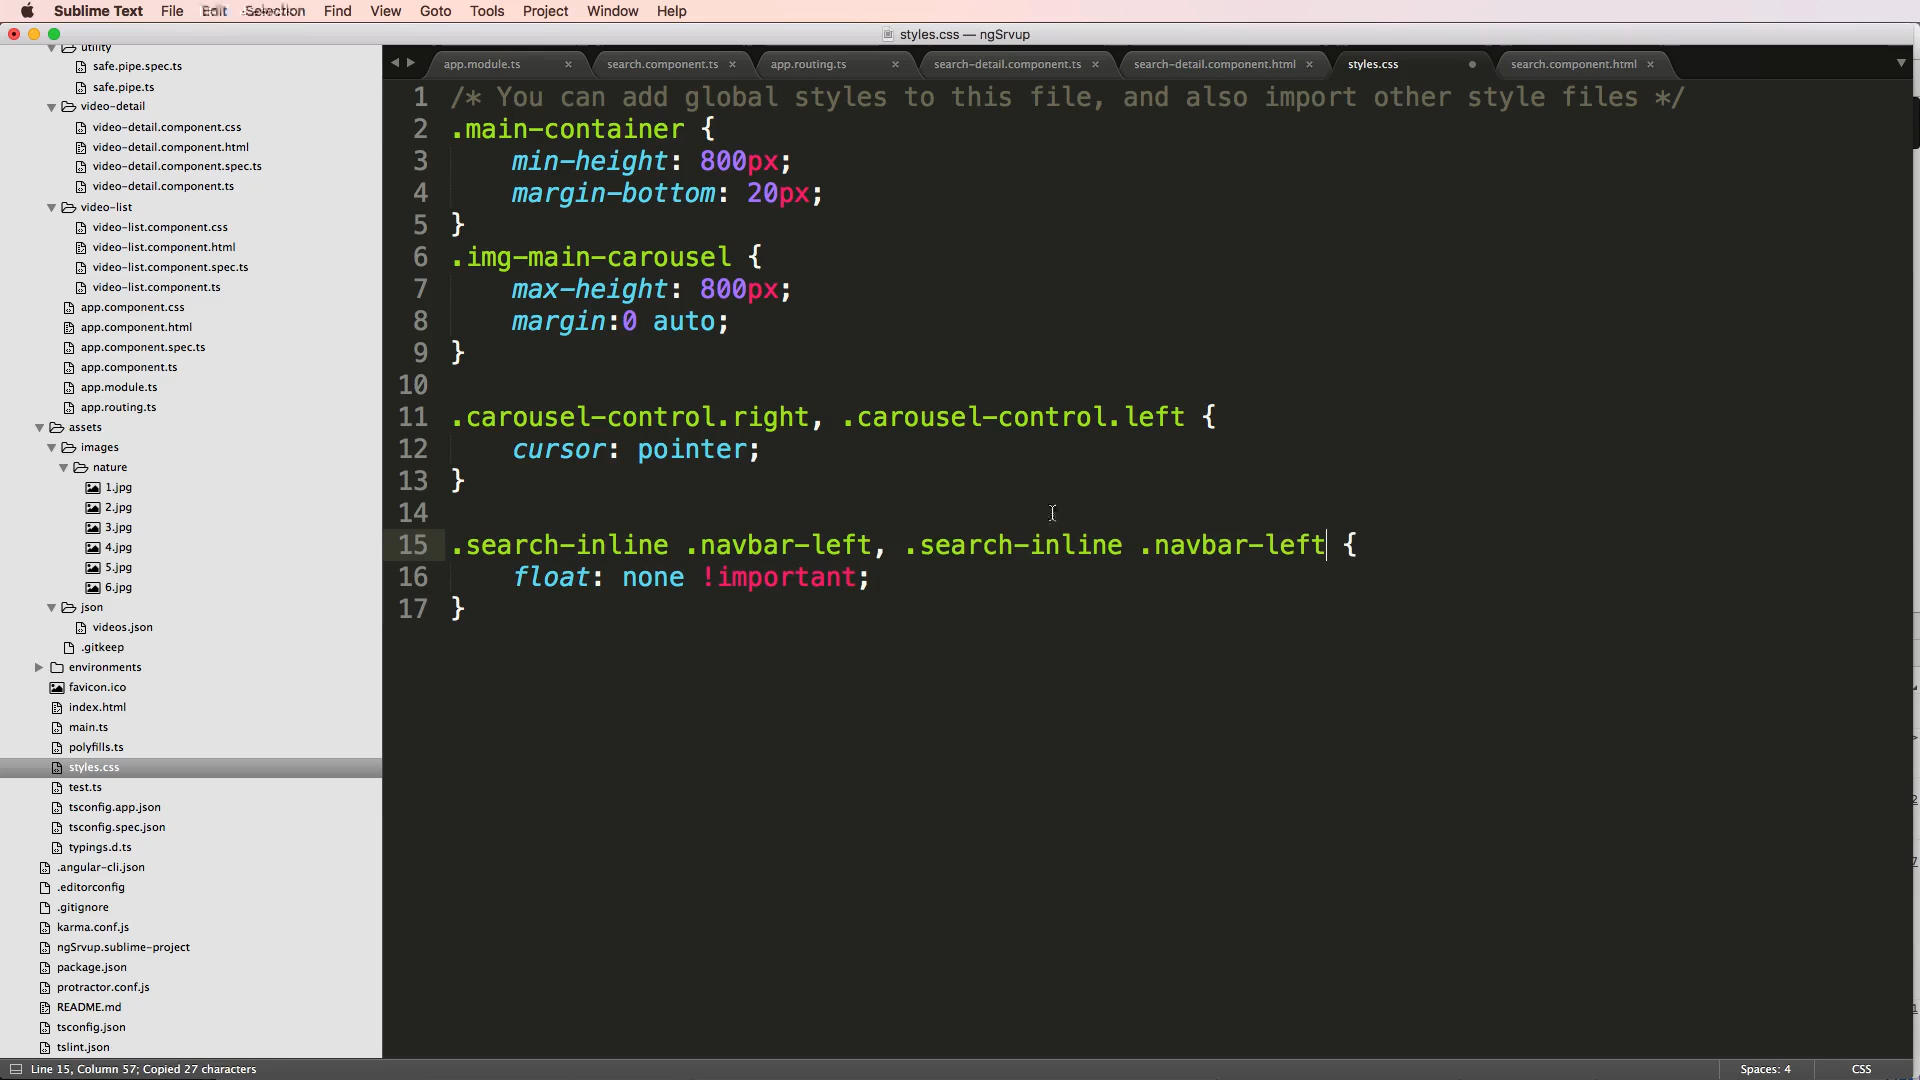 Sublime Text File Edit Selection Find View Goto Tools Project Window Help
styles.css — ngSrvup
app.module.ts × search.component.ts × app.routing.ts × search-detail.component.ts × search-detail.component.html × styles.css search.component.html ×
utility
safe.pipe.spec.ts
safe.pipe.ts
video-detail
video-detail.component.css
video-detail.component.html
video-detail.component.spec.ts
video-detail.component.ts
video-list
video-list.component.css
video-list.component.html
video-list.component.spec.ts
video-list.component.ts
app.component.css
app.component.html
app.component.spec.ts
app.component.ts
app.module.ts
app.routing.ts
assets
images
nature
1.jpg
2.jpg
3.jpg
4.jpg
5.jpg
6.jpg
json
videos.json
.gitkeep
environments
favicon.ico
index.html
main.ts
polyfills.ts
styles.css
test.ts
tsconfig.app.json
tsconfig.spec.json
typings.d.ts
.angular-cli.json
.editorconfig
.gitignore
karma.conf.js
ngSrvup.sublime-project
package.json
protractor.conf.js
README.md
tsconfig.json
tslint.json
1 /* You can add global styles to this file, and also import other style files */
2 .main-container {
3 min-height: 800px;
4 margin-bottom: 20px;
5 }
6 .img-main-carousel {
7 max-height: 800px;
8 margin:0 auto;
9 }
10
11 .carousel-control.right, .carousel-control.left {
12 cursor: pointer;
13 }
14
15 .search-inline .navbar-left, .search-inline .navbar-left {
16 float: none !important;
17 }
Line 15, Column 57; Copied 27 characters
Spaces: 4 CSS